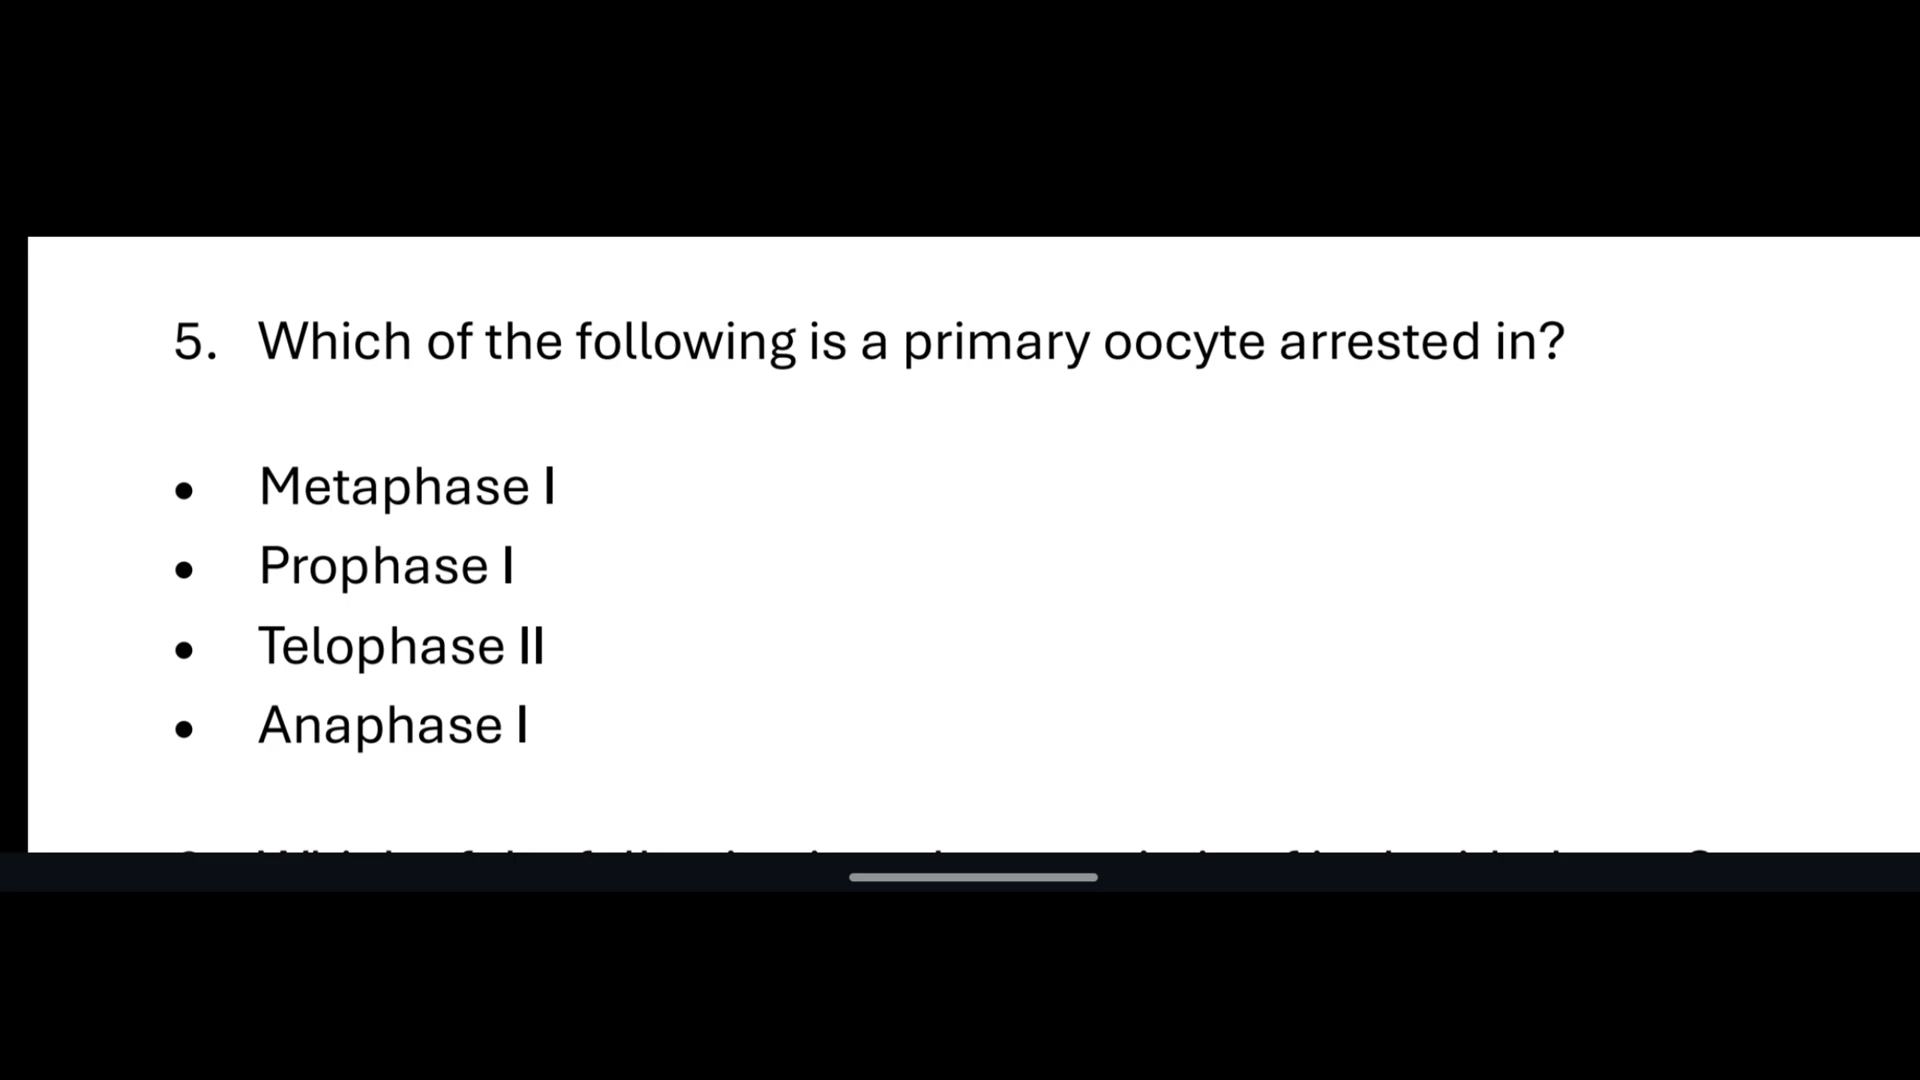 5. Which of the following is a primary oocyte arrested in?
• Metaphase I
• Prophase I
• Telophase II
• Anaphase I